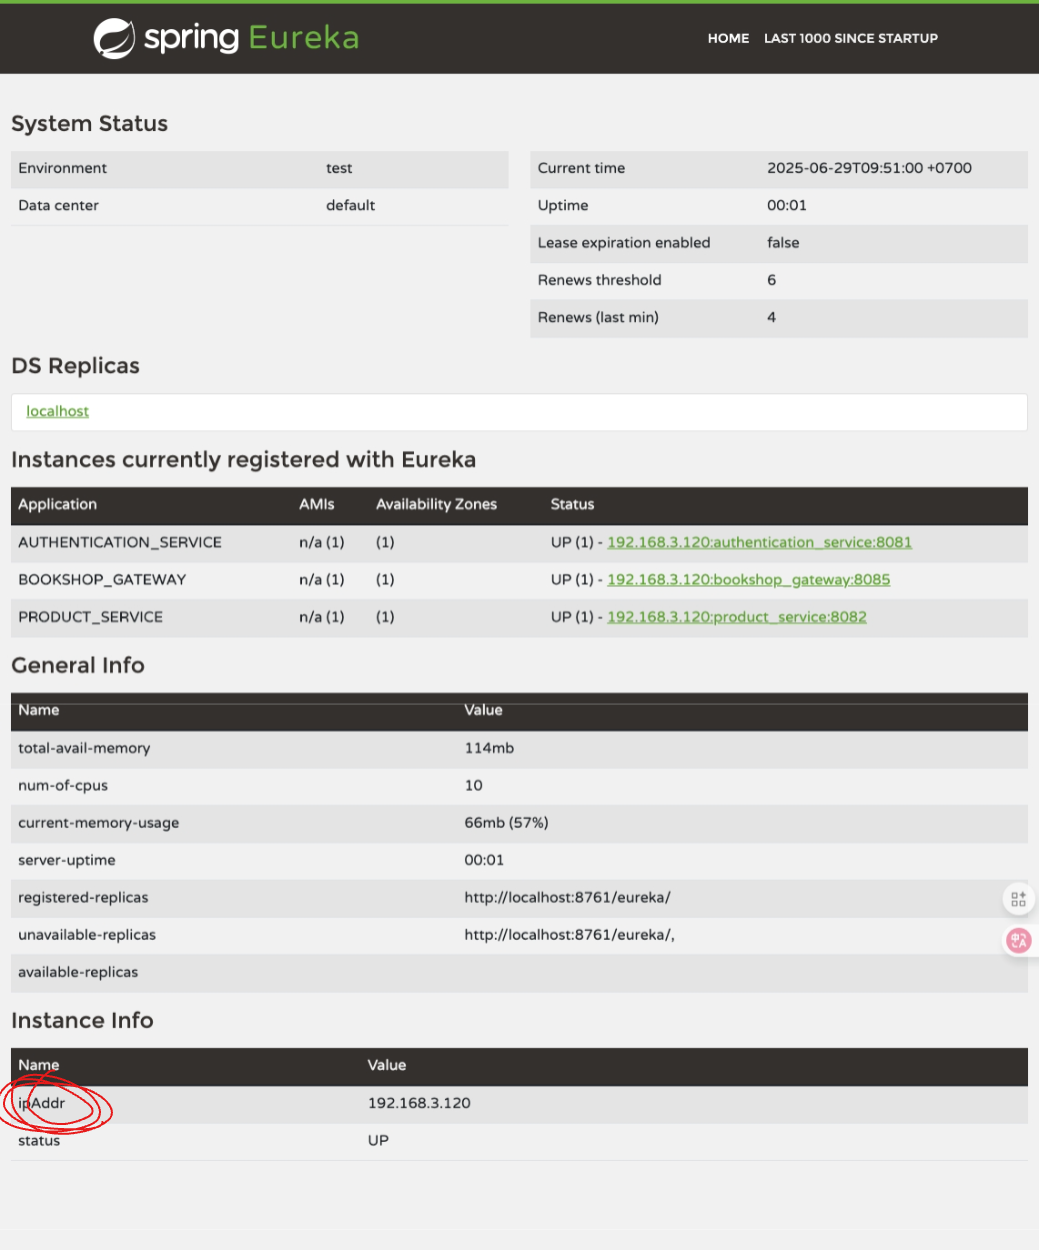 spring Eureka
HOME LAST 1000 SINCE STARTUP
System Status
Environment test
Data center default
Current time 2025-06-29T09:51:00 +0700
Uptime 00:01
Lease expiration enabled false
Renews threshold 6
Renews (last min) 4
DS Replicas
localhost
Instances currently registered with Eureka
Application AMIs Availability Zones Status
AUTHENTICATION_SERVICE n/a (1) (1) UP (1) - 192.168.3.120:authentication_service:8081
BOOKSHOP_GATEWAY n/a (1) (1) UP (1) - 192.168.3.120:bookshop_gateway:8085
PRODUCT_SERVICE n/a (1) (1) UP (1) - 192.168.3.120:product_service:8082
General Info
Name Value
total-avail-memory 114mb
num-of-cpus 10
current-memory-usage 66mb (57%)
server-uptime 00:01
registered-replicas http://localhost:8761/eureka/
unavailable-replicas http://localhost:8761/eureka/,
available-replicas
Instance Info
Name Value
ipAddr 192.168.3.120
status UP